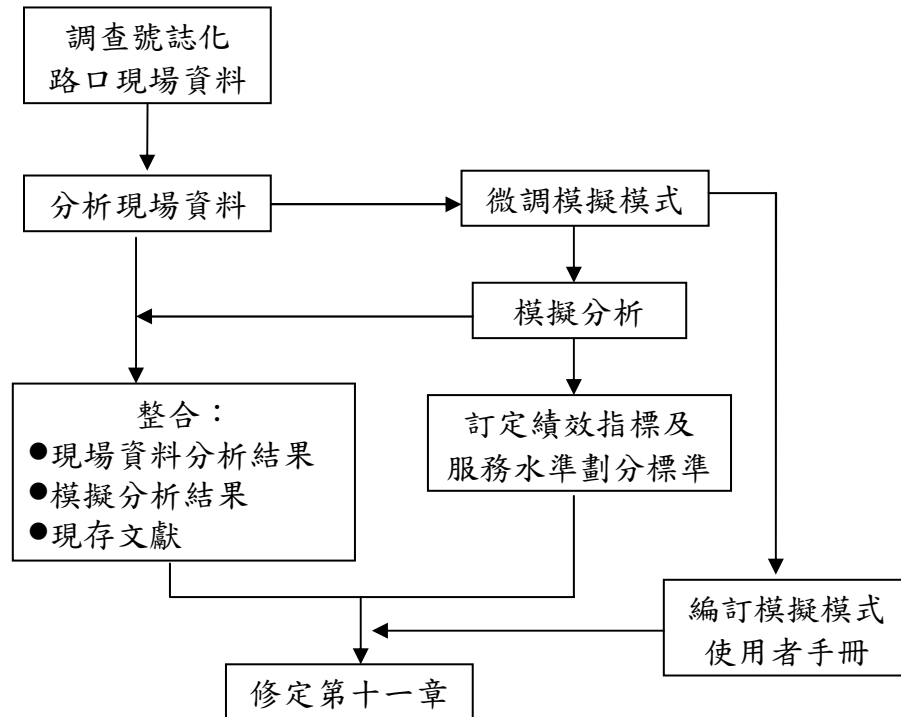 調查號誌化
路口現場資料
分析現場資料
微調模擬模式
模擬分析
整合：
●現場資料分析結果
●模擬分析結果
●現存文獻
訂定績效指標及
服務水準劃分標準
編訂模擬模式
使用者手冊
修定第十一章